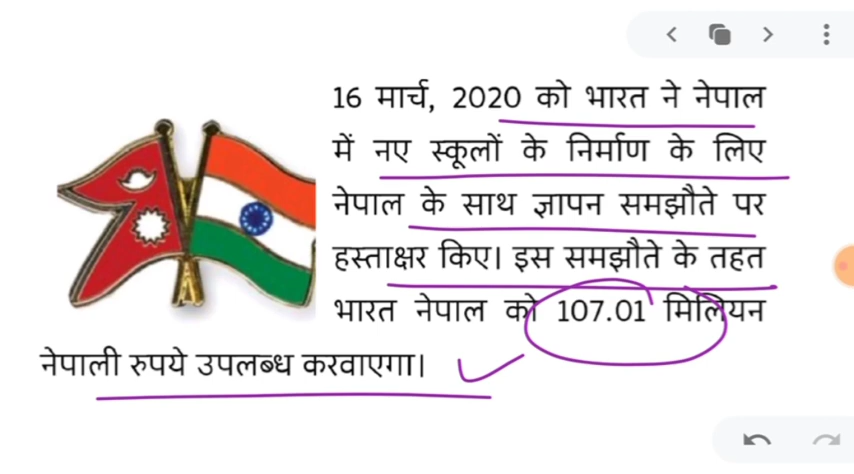 16 मार्च, 2020 को भारत ने नेपाल
में नए स्कूलों के निर्माण के लिए
नेपाल के साथ ज्ञापन समझौते पर
हस्ताक्षर किए। इस समझौते के तहत
भारत नेपाल को 107.01 मिलियन
नेपाली रुपये उपलब्ध करवाएगा।